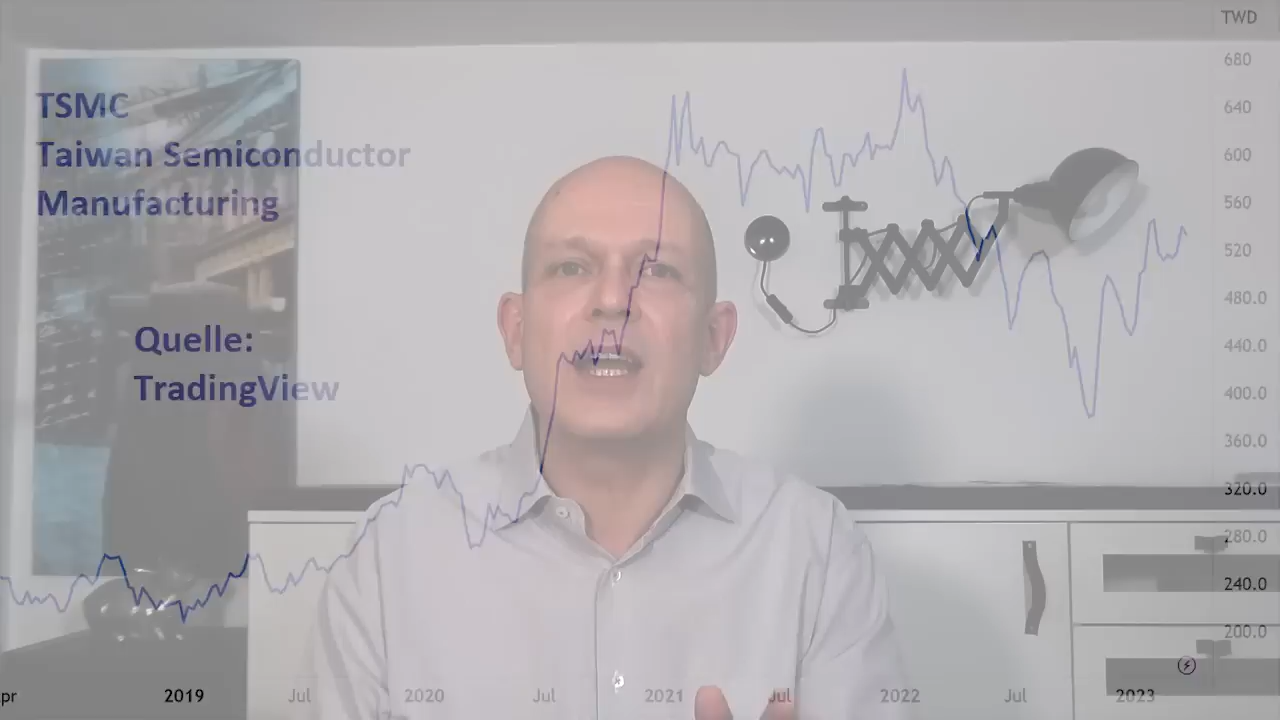 TWD
TSMC
Taiwan Semiconductor
Manufacturing
Quelle:
TradingView
680
640
600
560
520
480.0
440.0
400.0
360.0
320.0
280.0
240.0
200.0
pr 2019 Jul 2020 Jul 2021 Jul 2022 Jul 2023